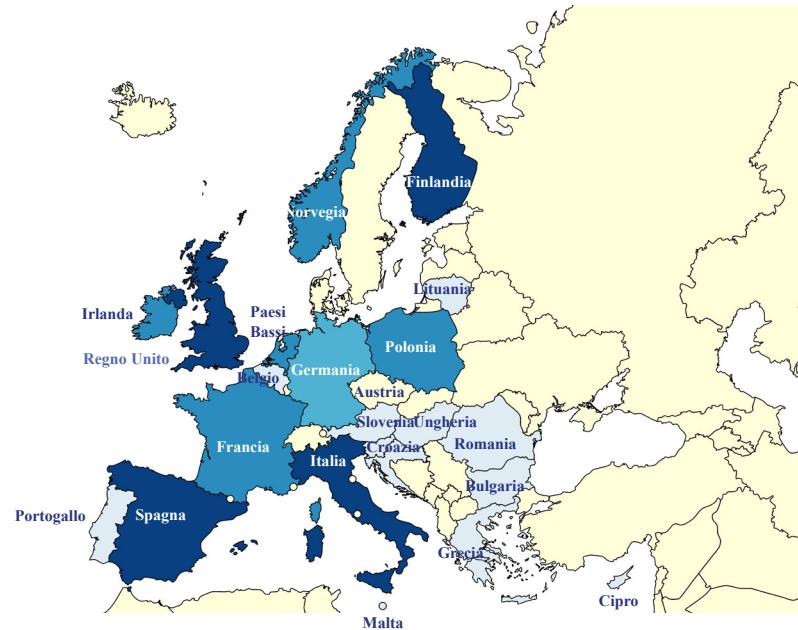 Finlandia
Norvegia
Lituania
Irlanda
Paesi
Bassi
Regno Unito
Polonia
Germania
Belgio
Austria
Slovenia
Ungheria
Francia
Croazia
Romania
Italia
Bulgaria
Portogallo
Spagna
Grecia
Cipro
Malta